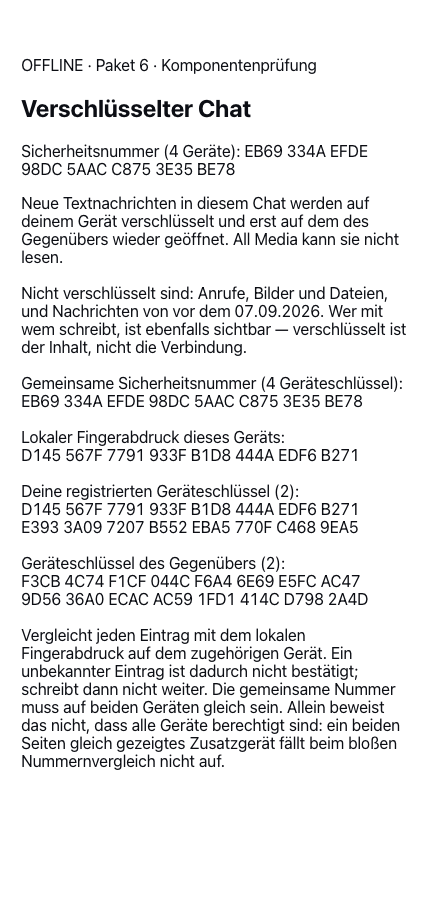 OFFLINE · Paket 6 · Komponentenprüfung
Verschlüsselter Chat
Sicherheitsnummer (4 Geräte): EB69 334A EFDE
98DC 5AAC C875 3E35 BE78
Neue Textnachrichten in diesem Chat werden auf
deinem Gerät verschlüsselt und erst auf dem des
Gegenübers wieder geöffnet. All Media kann sie nicht
lesen.
Nicht verschlüsselt sind: Anrufe, Bilder und Dateien,
und Nachrichten von vor dem 07.09.2026. Wer mit
wem schreibt, ist ebenfalls sichtbar — verschlüsselt ist
der Inhalt, nicht die Verbindung.
Gemeinsame Sicherheitsnummer (4 Geräteschlüssel):
EB69 334A EFDE 98DC 5AAC C875 3E35 BE78
Lokaler Fingerabdruck dieses Geräts:
D145 567F 7791 933F B1D8 444A EDF6 B271
Deine registrierten Geräteschlüssel (2):
D145 567F 7791 933F B1D8 444A EDF6 B271
E393 3A09 7207 B552 EBA5 770F C468 9EA5
Geräteschlüssel des Gegenübers (2):
F3CB 4C74 F1CF 044C F6A4 6E69 E5FC AC47
9D56 36A0 ECAC AC59 1FD1 414C D798 2A4D
Vergleicht jeden Eintrag mit dem lokalen
Fingerabdruck auf dem zugehörigen Gerät. Ein
unbekannter Eintrag ist dadurch nicht bestätigt;
schreibt dann nicht weiter. Die gemeinsame Nummer
muss auf beiden Geräten gleich sein. Allein beweist
das nicht, dass alle Geräte berechtigt sind: ein beiden
Seiten gleich gezeigtes Zusatzgerät fällt beim bloßen
Nummernvergleich nicht auf.